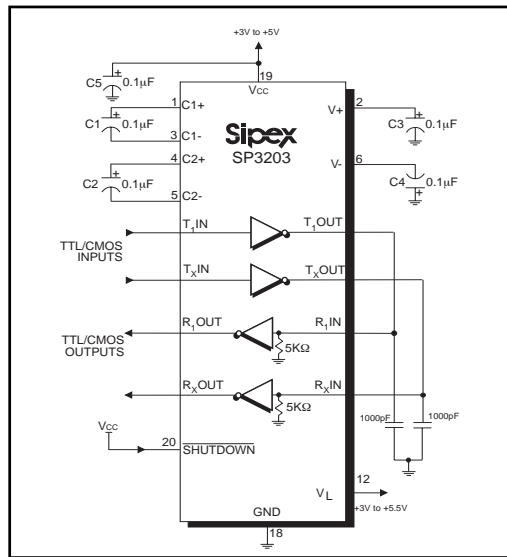 +3V to +5V
19
VCC
C5
+
0.1µF
1
C1+
2
V+
C1
+
0.1µF
C3
+
0.1µF
3
C1-
Sipex
SP3203
4
C2+
6
V-
C2
+
0.1µF
C4
+
0.1µF
5
C2-
T1IN
T1OUT
TTL/CMOS
INPUTS
TXIN
TXOUT
R1OUT
R1IN
TTL/CMOS
OUTPUTS
5KΩ
RXOUT
RXIN
5KΩ
1000pF
1000pF
VCC
20
SHUTDOWN
12
VL
+3V to +5.5V
GND
18